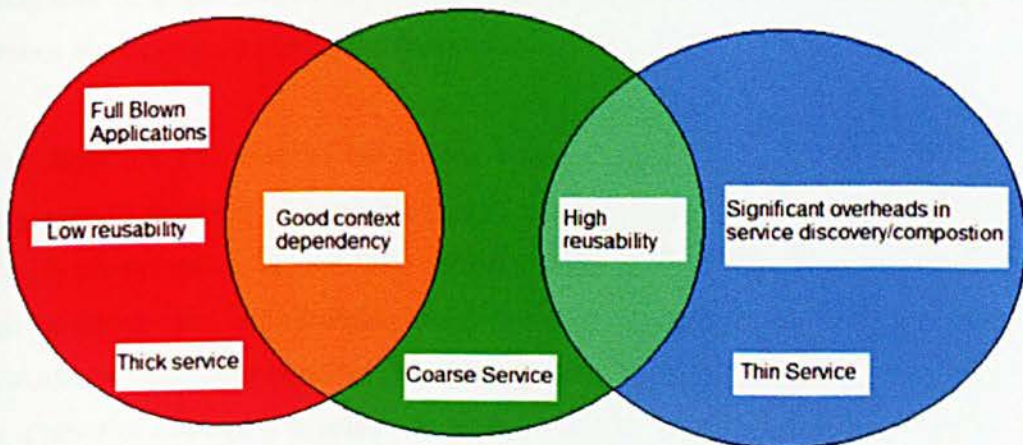 Full Blown
Applications
Low reusability
Thick service
Good context
dependency
Coarse Service
High
reusability
Significant overheads in
service discovery/compostion
Thin Service